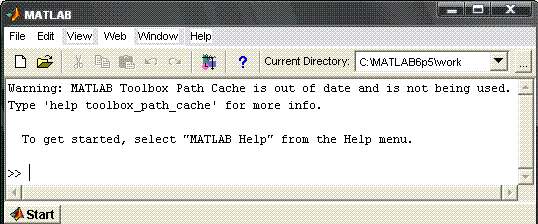 MATLAB
File Edit View Web Window Help
? Current Directory: C:\MATLAB6p5\work ...
Warning: MATLAB Toolbox Path Cache is out of date and is not being used.
Type 'help toolbox_path_cache' for more info.
To get started, select "MATLAB Help" from the Help menu.
>>
Start